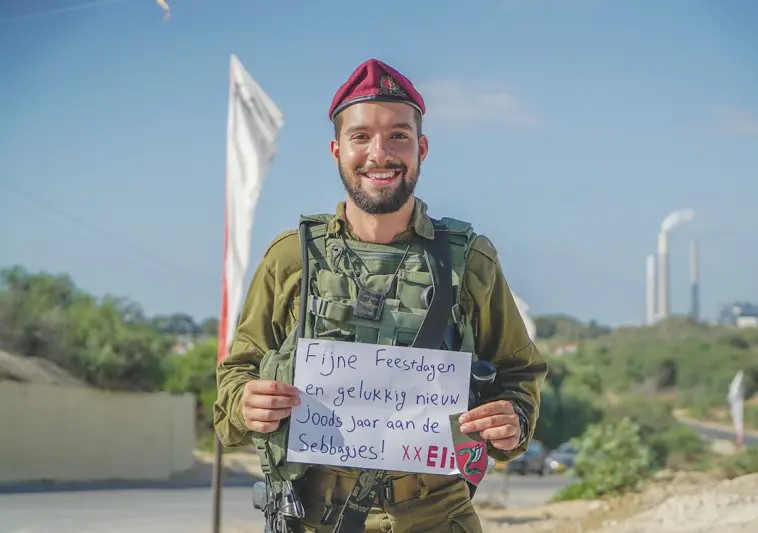 Fijne Feestdagen
en gelukkig nieuw
Joods jaar aan de
Sebbagjes! XX Eli